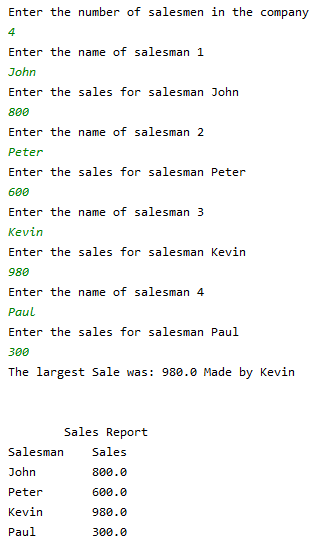 Enter the number of salesmen in the company
4
Enter the name of salesman 1
John
Enter the sales for salesman John
800
Enter the name of salesman 2
Peter
Enter the sales for salesman Peter
600
Enter the name of salesman 3
Kevin
Enter the sales for salesman Kevin
980
Enter the name of salesman 4
Paul
Enter the sales for salesman Paul
300
The largest Sale was: 980.0 Made by Kevin
Sales Report
Salesman    Sales
John        800.0
Peter       600.0
Kevin       980.0
Paul        300.0